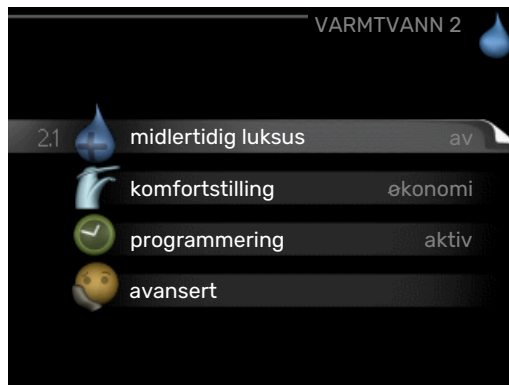 VARMTVANN 2
2.1 midlertidig luksus av
komfortstilling økonomi
programmering aktiv
avansert